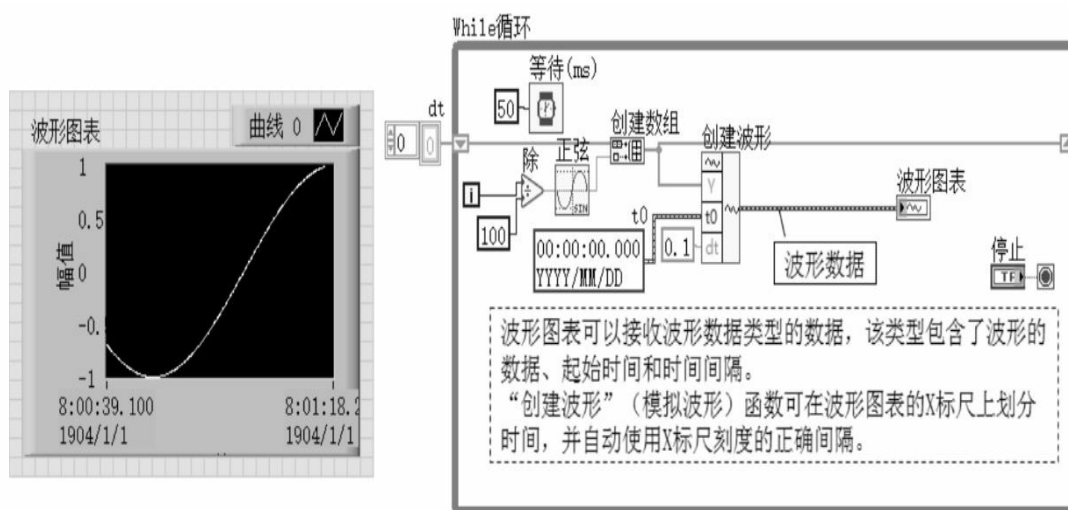 波形图表
曲线 0
1
0.5
0
-0.
-1
幅值
8:00:39.100
1904/1/1
8:01:18.2
1904/1/1
While循环
等待(ms)
50
dt
0
0
创建数组
创建波形
除
正弦
SIN
i
100
Y
t0
dt
t0
00:00:00.000
YYYY/MM/DD
0.1
波形数据
波形图表
停止
TF
波形图表可以接收波形数据类型的数据，该类型包含了波形的
数据、起始时间和时间间隔。
“创建波形”（模拟波形）函数可在波形图表的X标尺上划分
时间，并自动使用X标尺刻度的正确间隔。